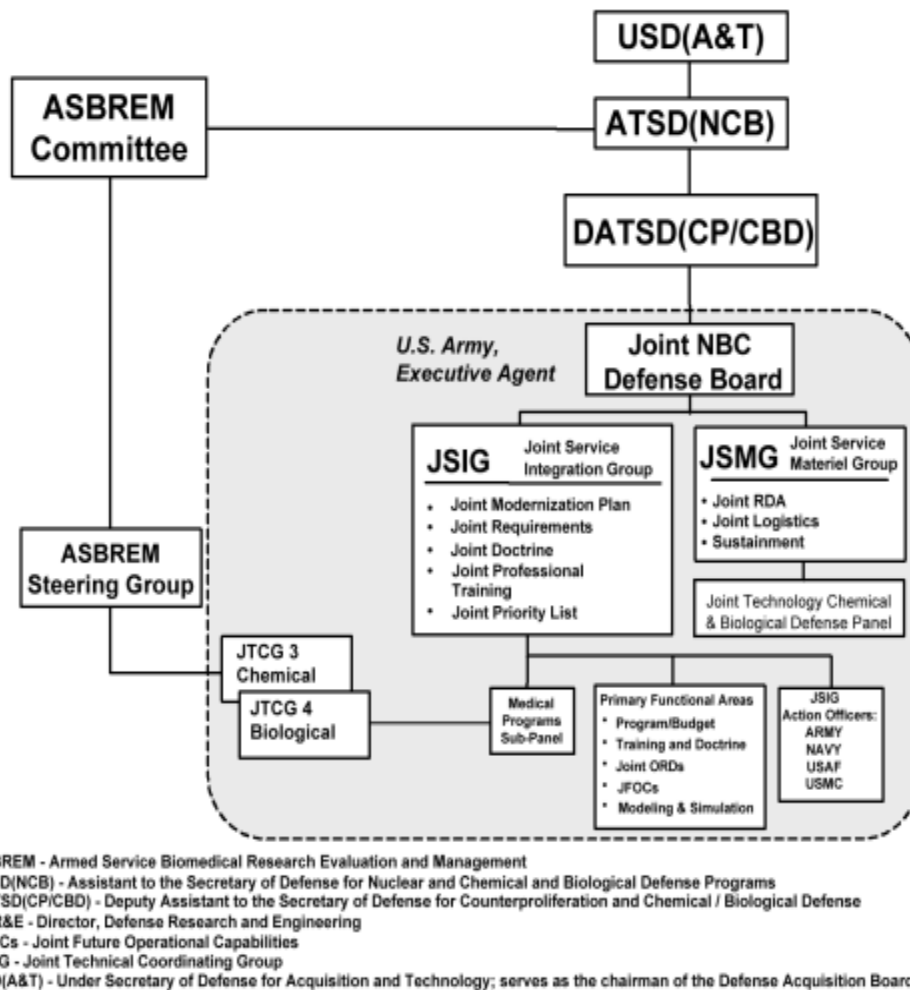 USD(A&T)
ASBREM
Committee
ATSD(NCB)
DATSD(CP/CBD)
U.S. Army,
Executive Agent
Joint NBC
Defense Board
JSIG
Joint Service
Integration Group
• Joint Modernization Plan
• Joint Requirements
• Joint Doctrine
• Joint Professional
Training
• Joint Priority List
JSMG
Joint Service
Materiel Group
• Joint RDA
• Joint Logistics
• Sustainment
Joint Technology Chemical
& Biological Defense Panel
ASBREM
Steering Group
JTCG 3
Chemical
JTCG 4
Biological
Medical
Programs
Sub-Panel
Primary Functional Areas
• Program/Budget
• Training and Doctrine
• Joint ORDs
• JFOCs
• Modeling & Simulation
JSIG
Action Officers:
ARMY
NAVY
USAF
USMC
BREM - Armed Service Biomedical Research Evaluation and Management
D(NCB) - Assistant to the Secretary of Defense for Nuclear and Chemical and Biological Defense Programs
TSD(CP/CBD) - Deputy Assistant to the Secretary of Defense for Counterproliferation and Chemical / Biological Defense
R&E - Director, Defense Research and Engineering
Cs - Joint Future Operational Capabilities
G - Joint Technical Coordinating Group
(A&T) - Under Secretary of Defense for Acquisition and Technology; serves as the chairman of the Defense Acquisition Board